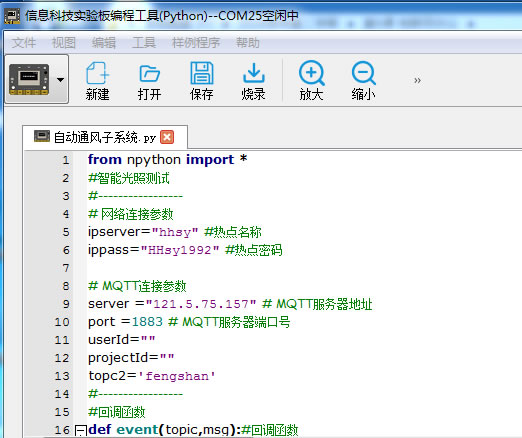 信息科技实验板编程工具(Python)--COM25空闲中
文件 视图 编辑 工具 样例程序 帮助
新建 打开 保存 烧录 放大 缩小 »
自动通风子系统.py
1 from npython import *
2 #智能光照测试
3 #-----------------
4 # 网络连接参数
5 ipserver="hhsy" #热点名称
6 ippass="HHsy1992" #热点密码
7
8 # MQTT连接参数
9 server ="121.5.75.157" # MQTT服务器地址
10 port =1883 # MQTT服务器端口号
11 userId=""
12 projectId=""
13 topc2='fengshan'
14 #-----------------
15 #回调函数
16 def event(topic,msg):#回调函数